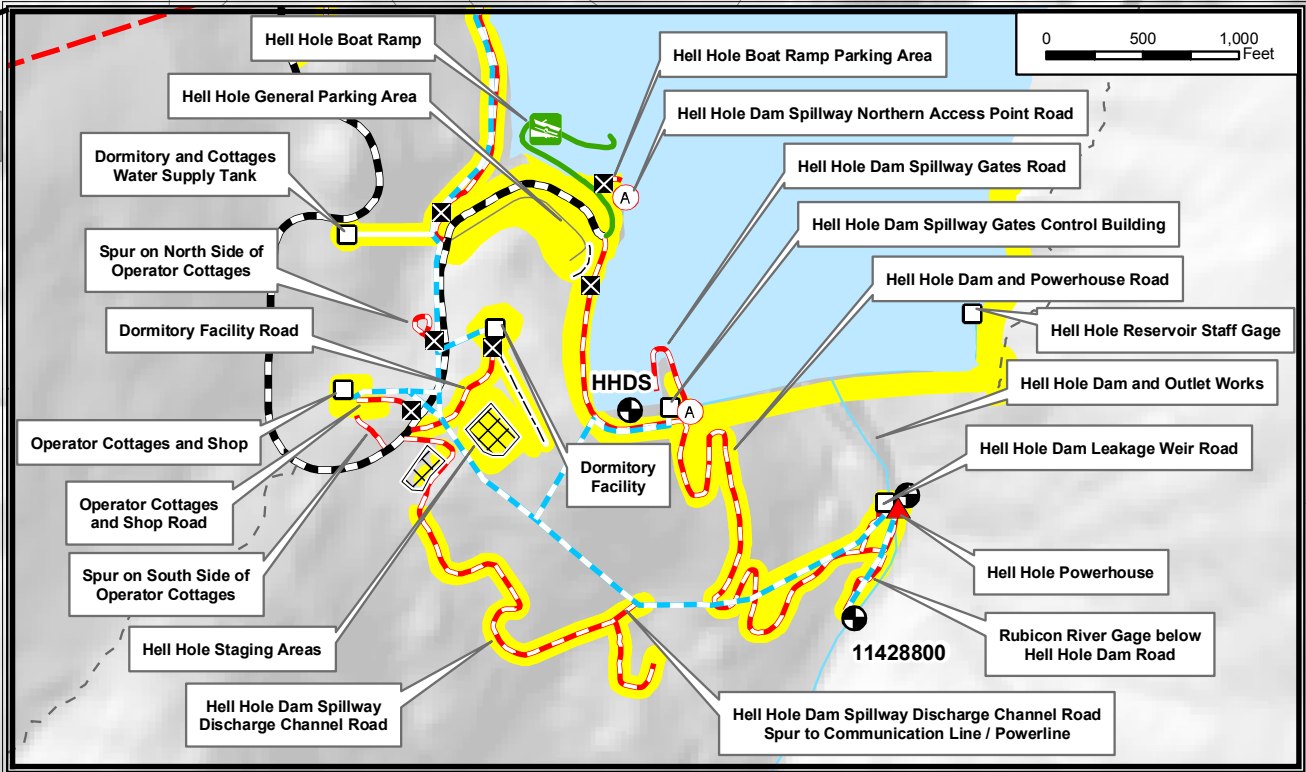 Hell Hole Boat Ramp
0 500 1,000
Feet
Hell Hole Boat Ramp Parking Area
Hell Hole General Parking Area
Hell Hole Dam Spillway Northern Access Point Road
Dormitory and Cottages
Water Supply Tank
Hell Hole Dam Spillway Gates Road
A
Hell Hole Dam Spillway Gates Control Building
Spur on North Side of
Operator Cottages
Hell Hole Dam and Powerhouse Road
Dormitory Facility Road
Hell Hole Reservoir Staff Gage
HHDS
A
Hell Hole Dam and Outlet Works
Operator Cottages and Shop
Hell Hole Dam Leakage Weir Road
Dormitory
Facility
Operator Cottages
and Shop Road
Hell Hole Powerhouse
Spur on South Side of
Operator Cottages
Rubicon River Gage below
Hell Hole Dam Road
11428800
Hell Hole Staging Areas
Hell Hole Dam Spillway
Discharge Channel Road
Hell Hole Dam Spillway Discharge Channel Road
Spur to Communication Line / Powerline